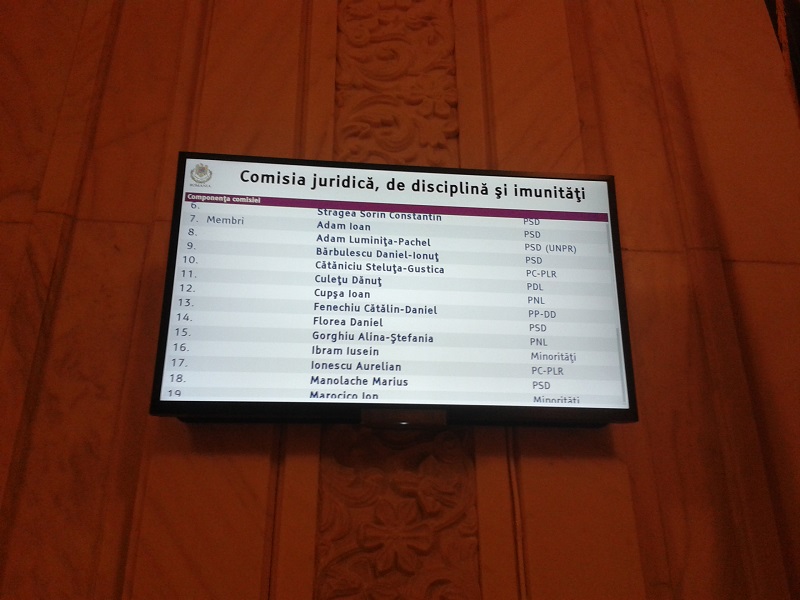 Comisia juridică, de disciplină şi imunităţi
Componenţa comisiei
6. Stragea Sorin Constantin PSD
7. Membri Adam Ioan PSD
8. Adam Luminiţa-Pachel PSD (UNPR)
9. Bărbulescu Daniel-Ionuţ PSD
10. Cătăniciu Steluţa-Gustica PC-PLR
11. Culeţu Dănuţ PDL
12. Cupşa Ioan PNL
13. Fenechiu Cătălin-Daniel PP-DD
14. Florea Daniel PSD
15. Gorghiu Alina-Ştefania PNL
16. Ibram Iusein Minorităţi
17. Ionescu Aurelian PC-PLR
18. Manolache Marius PSD
19 Marocico Ion Minorităţi